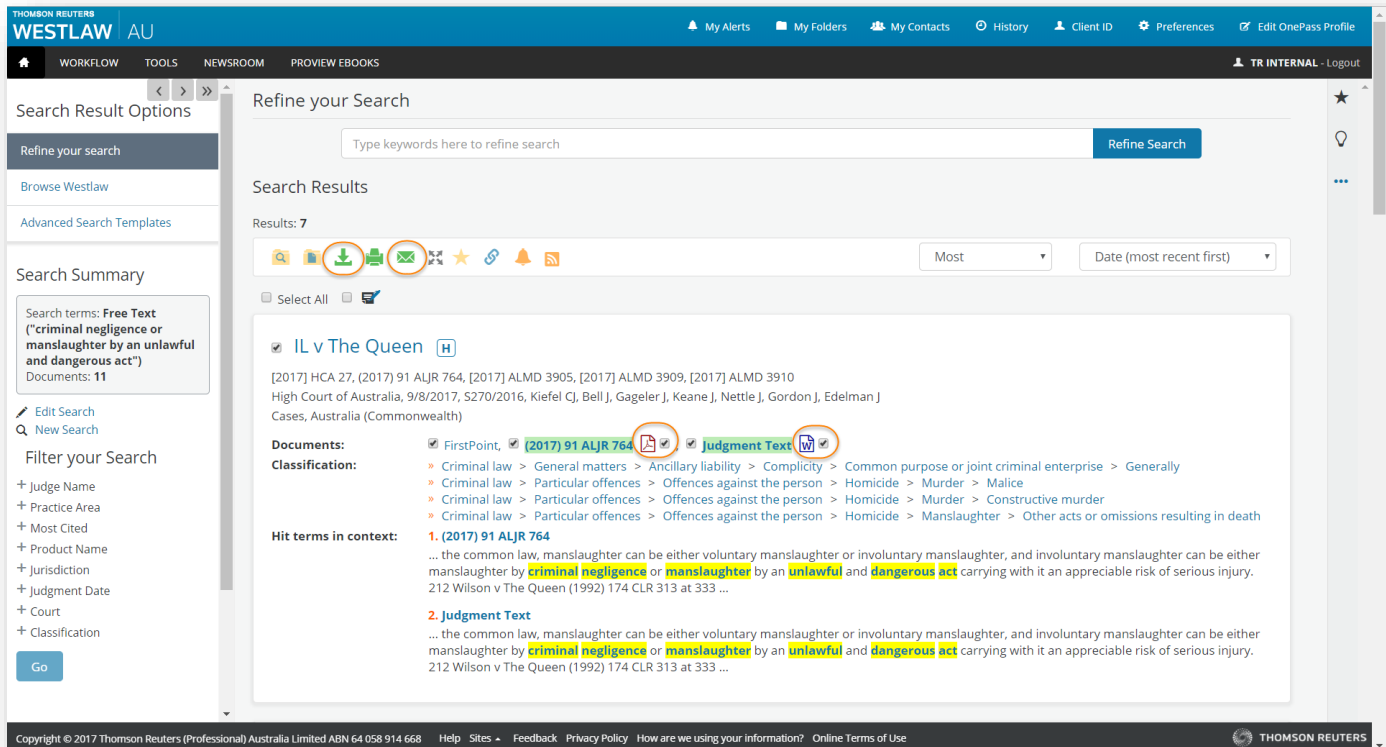 THOMSON REUTERS
WESTLAW AU
My Alerts My Folders My Contacts History Client ID Preferences Edit OnePass Profile
WORKFLOW TOOLS NEWSROOM PROVIEW EBOOKS TR INTERNAL - Logout
Search Result Options
Refine your search
Browse Westlaw
Advanced Search Templates
Search Summary
Search terms: Free Text
("criminal negligence or
manslaughter by an unlawful
and dangerous act")
Documents: 11
Edit Search
New Search
Filter your Search
+ Judge Name
+ Practice Area
+ Most Cited
+ Product Name
+ Jurisdiction
+ Judgment Date
+ Court
+ Classification
Go
Refine your Search
Type keywords here to refine search Refine Search
Search Results
Results: 7
Most Date (most recent first)
Select All
IL v The Queen H
[2017] HCA 27, (2017) 91 ALJR 764, [2017] ALMD 3905, [2017] ALMD 3909, [2017] ALMD 3910
High Court of Australia, 9/8/2017, S270/2016, Kiefel CJ, Bell J, Gageler J, Keane J, Nettle J, Gordon J, Edelman J
Cases, Australia (Commonwealth)
Documents: FirstPoint, (2017) 91 ALJR 764 , Judgment Text W
Classification: » Criminal law > General matters > Ancillary liability > Complicity > Common purpose or joint criminal enterprise > Generally
» Criminal law > Particular offences > Offences against the person > Homicide > Murder > Malice
» Criminal law > Particular offences > Offences against the person > Homicide > Murder > Constructive murder
» Criminal law > Particular offences > Offences against the person > Homicide > Manslaughter > Other acts or omissions resulting in death
Hit terms in context: 1. (2017) 91 ALJR 764
... the common law, manslaughter can be either voluntary manslaughter or involuntary manslaughter, and involuntary manslaughter can be either
manslaughter by criminal negligence or manslaughter by an unlawful and dangerous act carrying with it an appreciable risk of serious injury.
212 Wilson v The Queen (1992) 174 CLR 313 at 333 ...
2. Judgment Text
... the common law, manslaughter can be either voluntary manslaughter or involuntary manslaughter, and involuntary manslaughter can be either
manslaughter by criminal negligence or manslaughter by an unlawful and dangerous act carrying with it an appreciable risk of serious injury.
212 Wilson v The Queen (1992) 174 CLR 313 at 333 ...
Copyright © 2017 Thomson Reuters (Professional) Australia Limited ABN 64 058 914 668 Help Sites Feedback Privacy Policy How are we using your information? Online Terms of Use THOMSON REUTERS